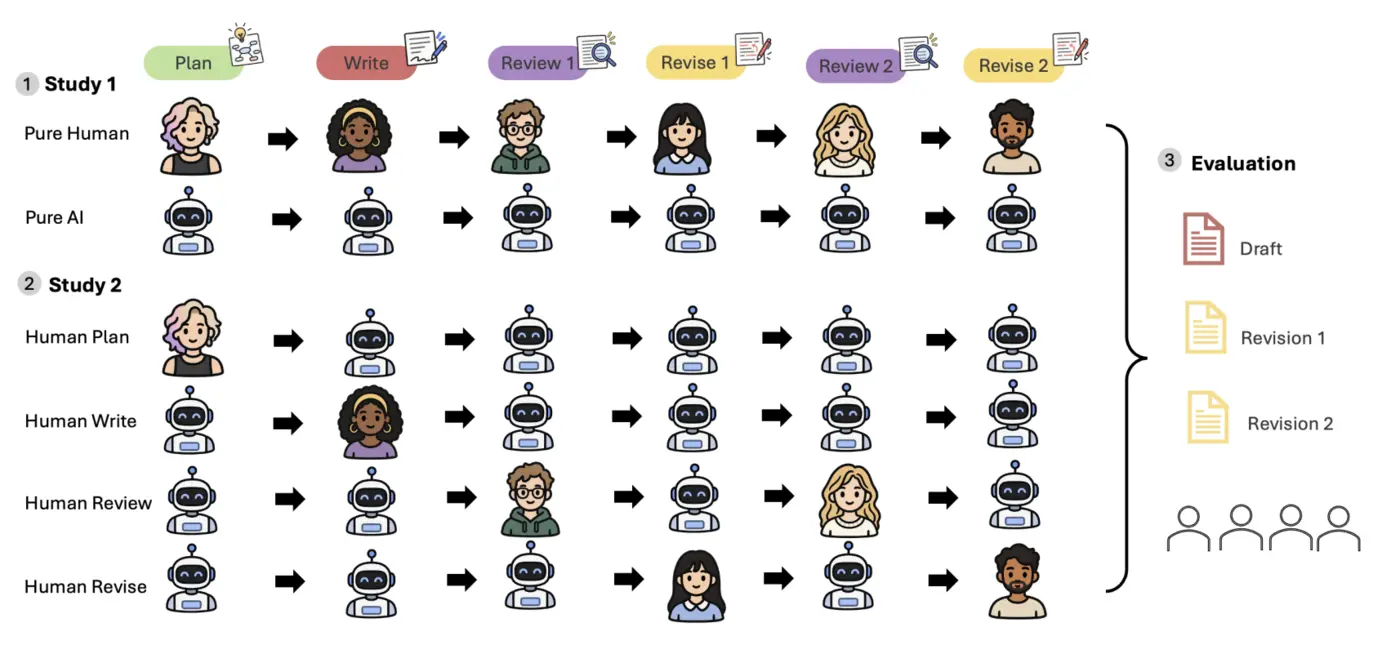 Plan
Write
Review 1
Revise 1
Review 2
Revise 2
1 Study 1
Pure Human
Pure AI
2 Study 2
Human Plan
Human Write
Human Review
Human Revise
3 Evaluation
Draft
Revision 1
Revision 2